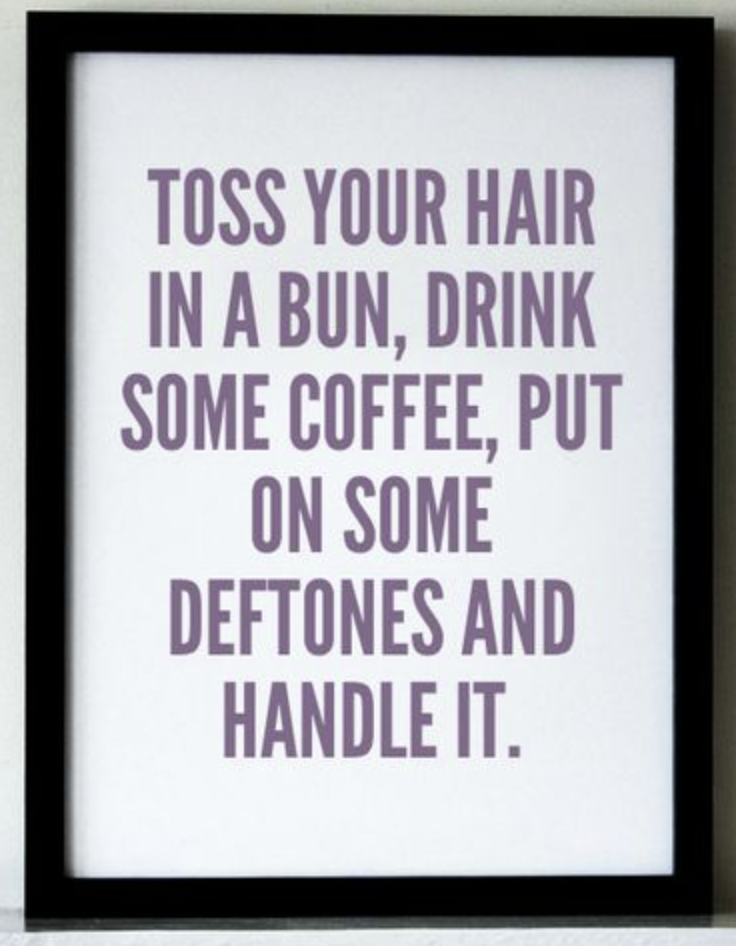 TOSS YOUR HAIR
IN A BUN, DRINK
SOME COFFEE, PUT
ON SOME
DEFTONES AND
HANDLE IT.